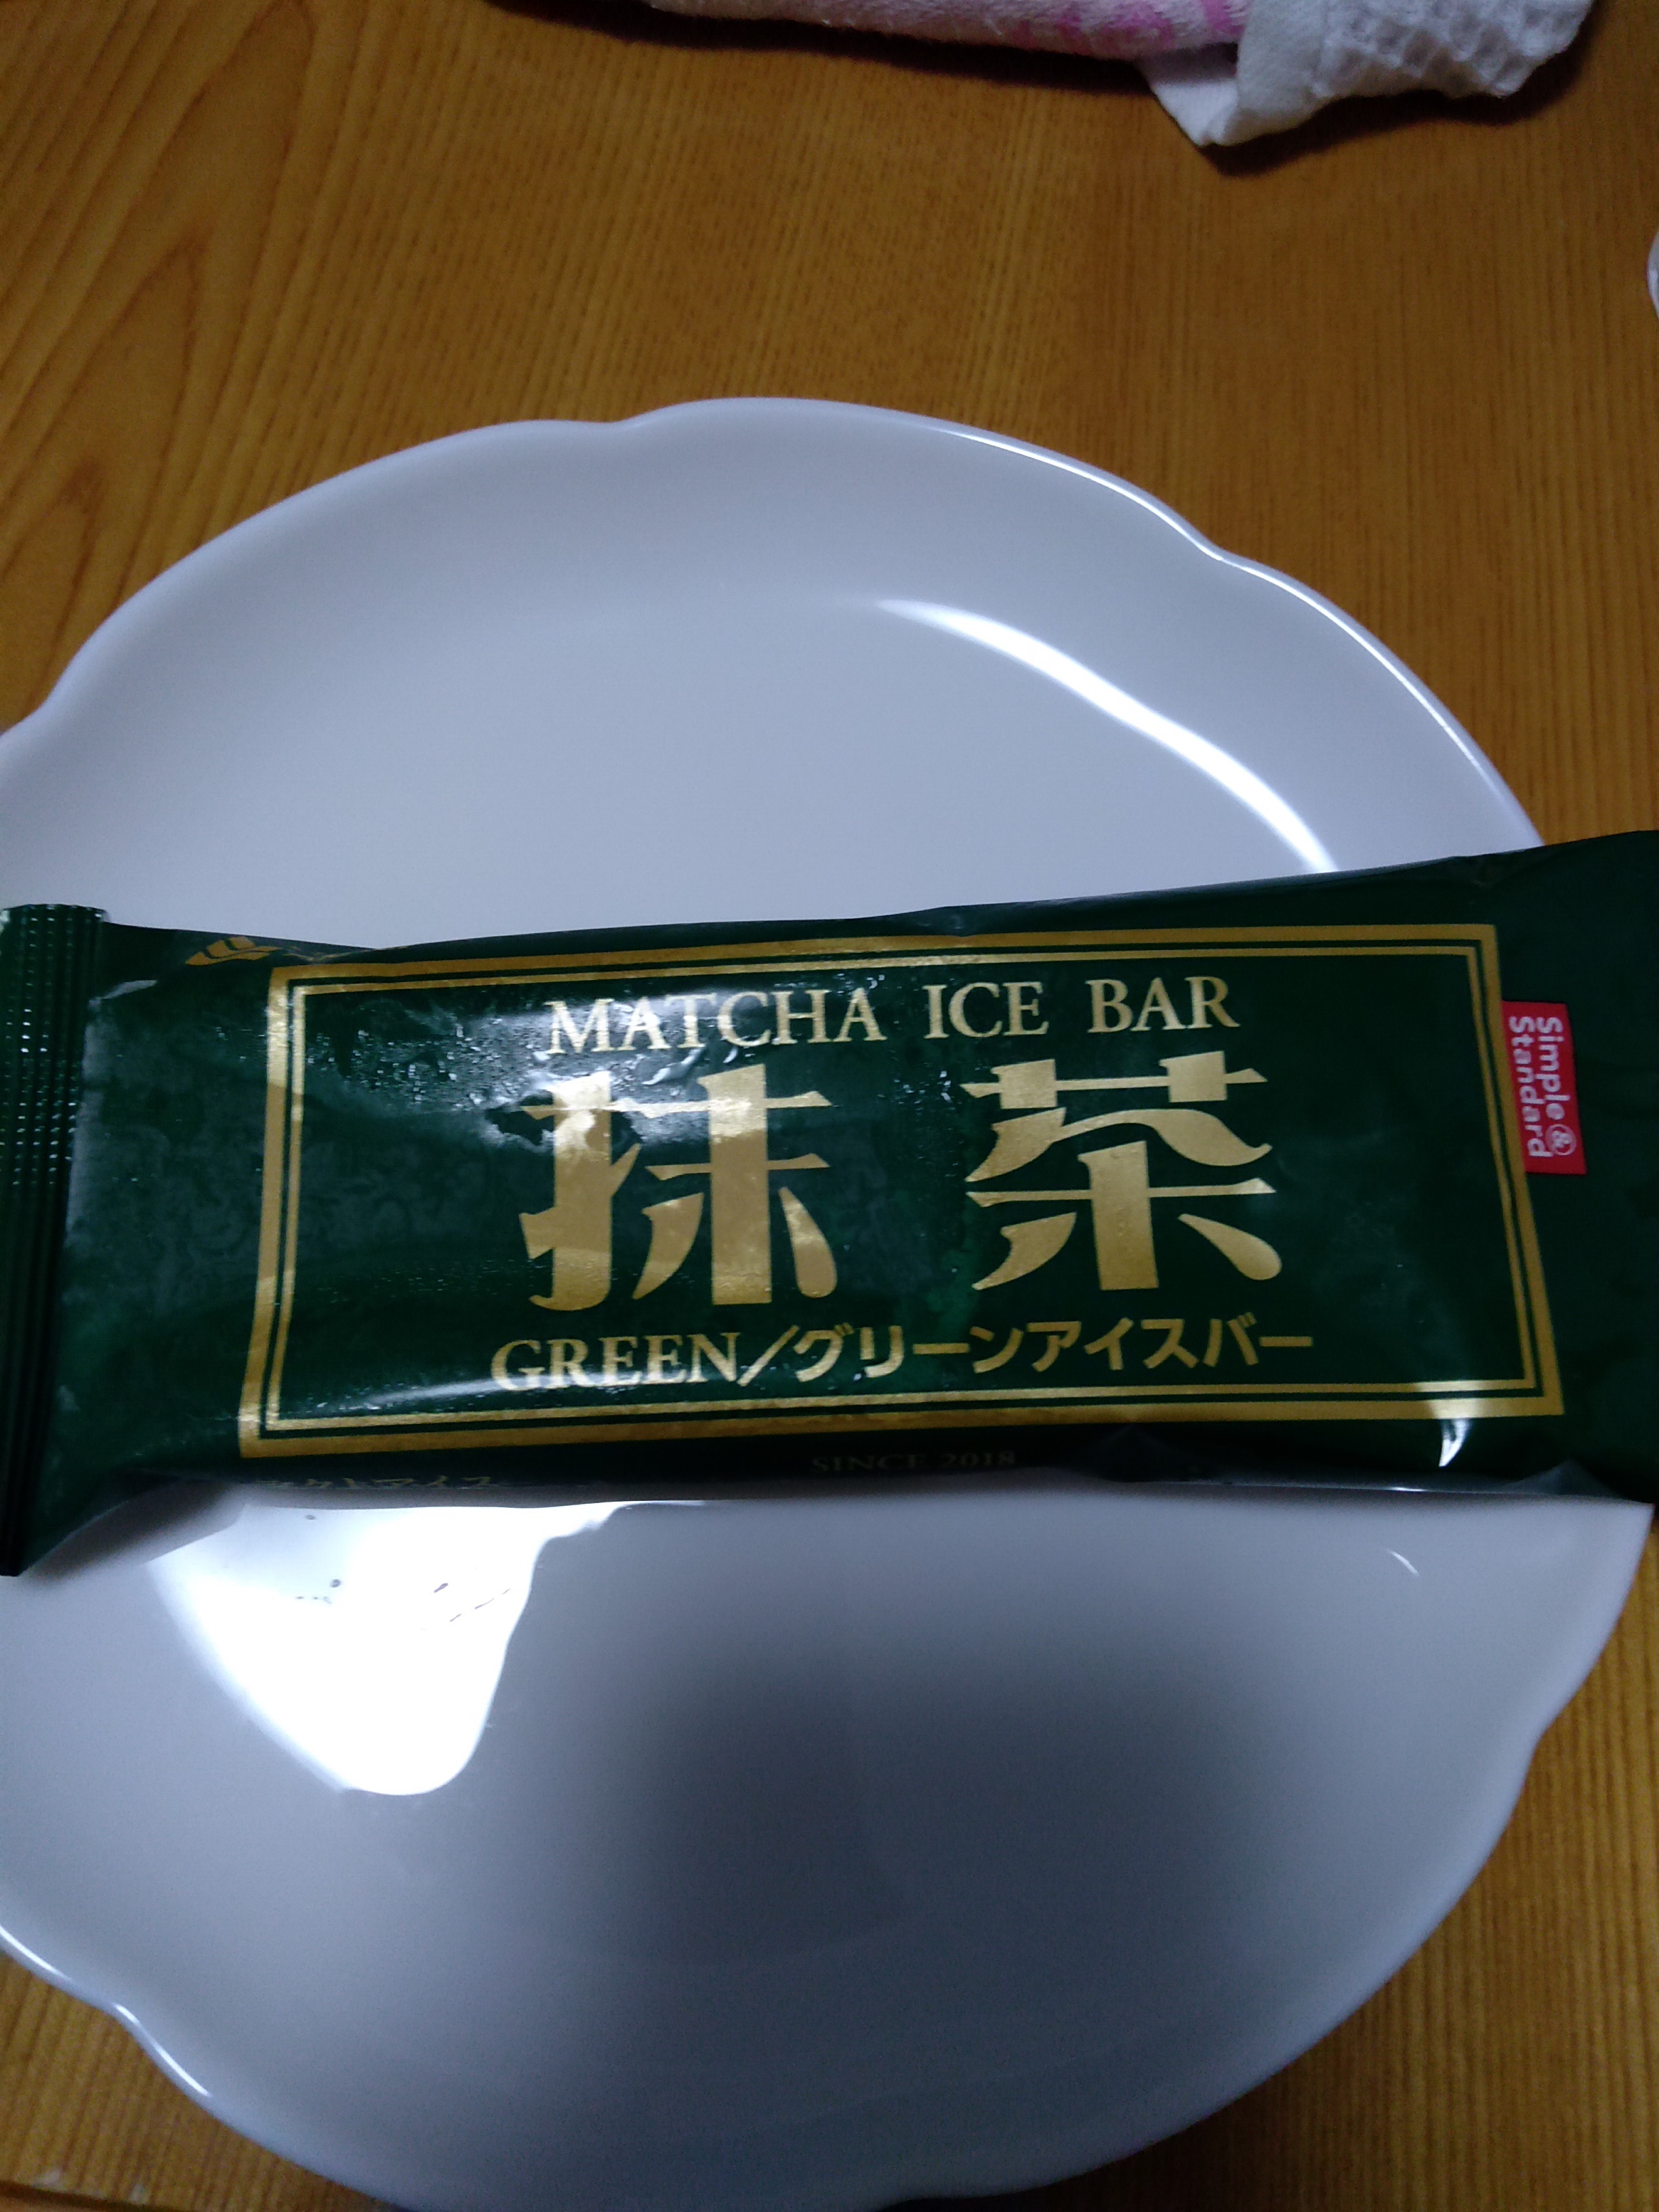 MATCHA ICE BAR
抹茶
GREEN/グリーンアイスバー
Simple &
Standard
SINCE 2018